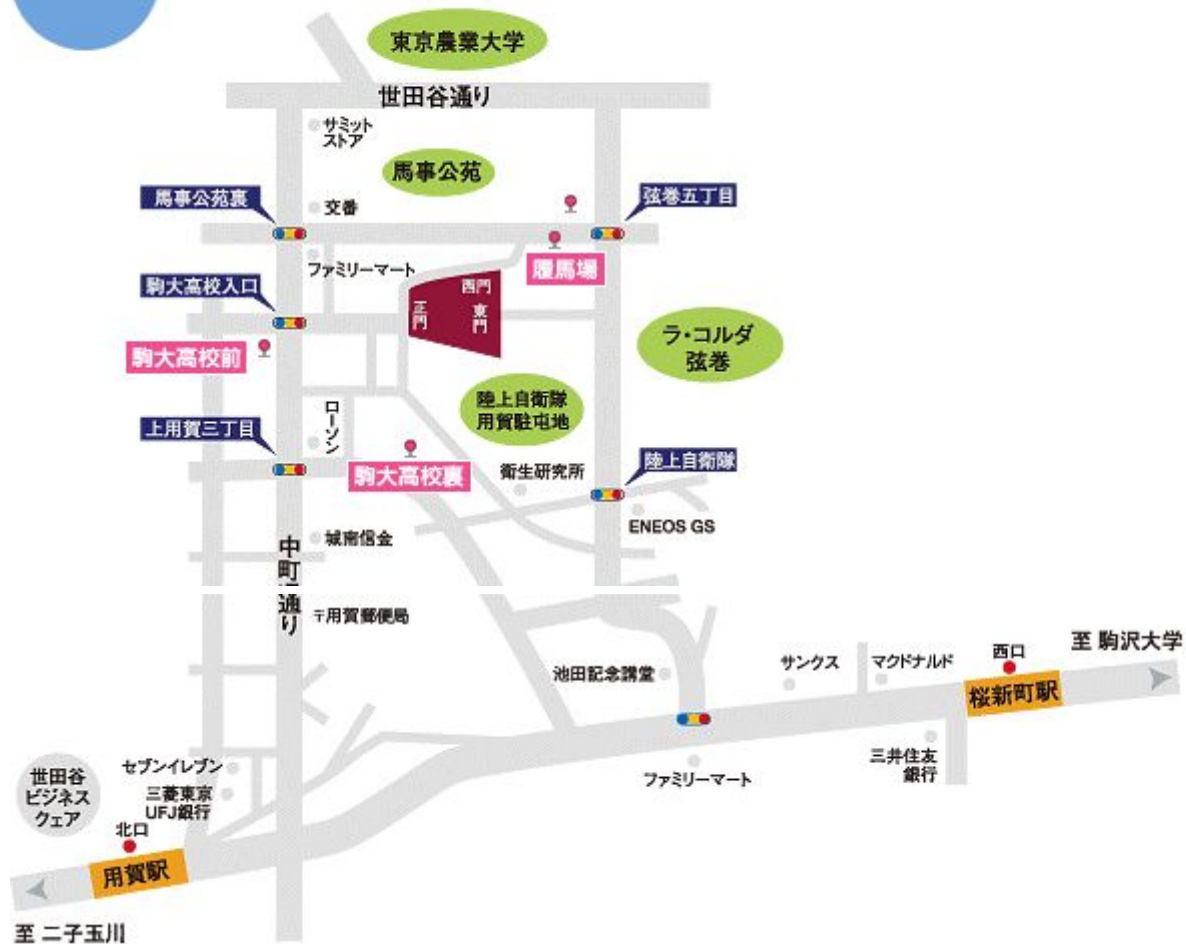 東京農業大学
世田谷通り
サミット
ストア
馬事公苑
馬事公苑裏
弦巻五丁目
交番
ファミリーマート
覆馬場
駒大高校入口
西門
正門
東門
駒大高校前
ラ・コルダ
弦巻
陸上自衛隊
用賀駐屯地
ローソン
上用賀三丁目
駒大高校裏
衛生研究所
陸上自衛隊
ENEOS GS
城南信金
中町通り
〒用賀郵便局
池田記念講堂
サンクス
マクドナルド
西口
至 駒沢大学
桜新町駅
三井住友
銀行
ファミリーマート
セブンイレブン
三菱東京
UFJ銀行
世田谷
ビジネス
クェア
北口
用賀駅
至 二子玉川